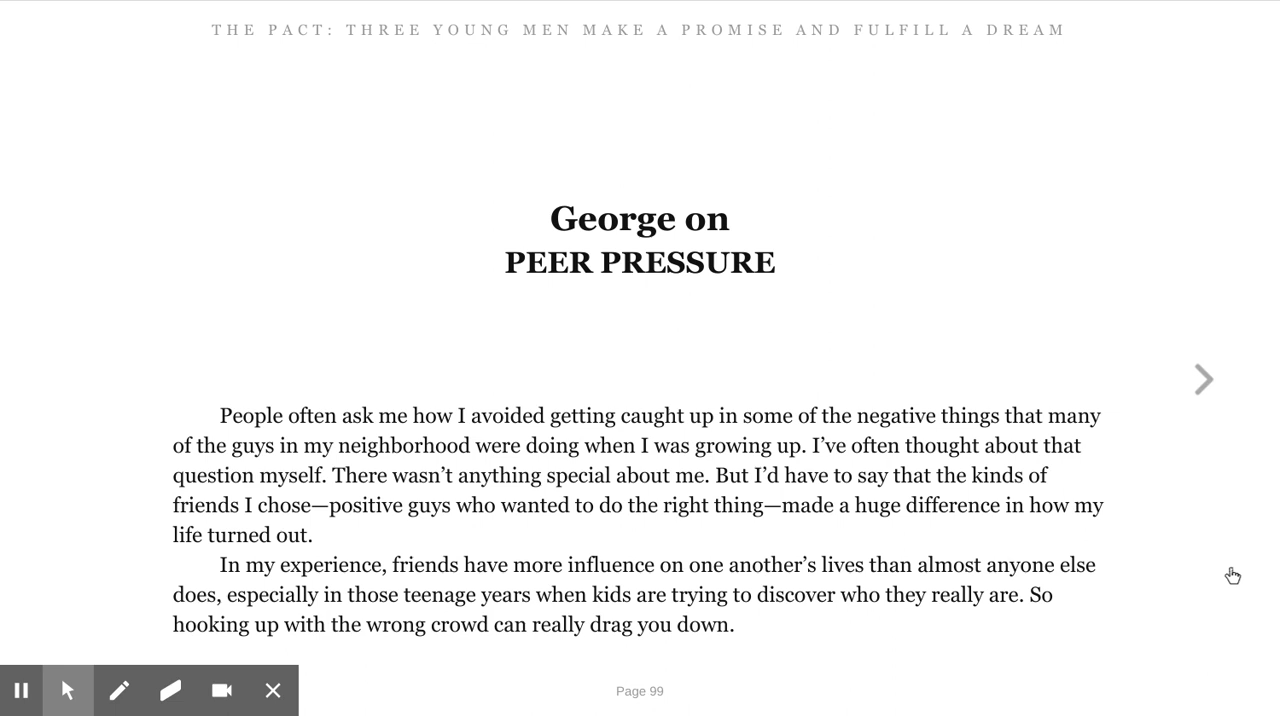 THE PACT: THREE YOUNG MEN MAKE A PROMISE AND FULFILL A DREAM
George on
PEER PRESSURE
People often ask me how I avoided getting caught up in some of the negative things that many
of the guys in my neighborhood were doing when I was growing up. I’ve often thought about that
question myself. There wasn’t anything special about me. But I’d have to say that the kinds of
friends I chose—positive guys who wanted to do the right thing—made a huge difference in how my
life turned out.
In my experience, friends have more influence on one another’s lives than almost anyone else
does, especially in those teenage years when kids are trying to discover who they really are. So
hooking up with the wrong crowd can really drag you down.
Page 99